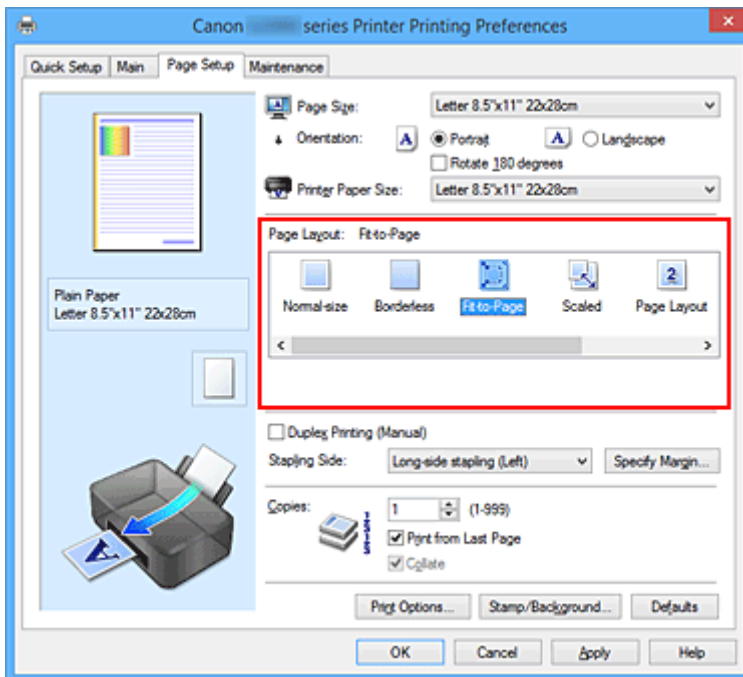 Canon series Printer Printing Preferences
Quick Setup Main Page Setup Maintenance
Page Size: Letter 8.5"x11" 22x28cm
Orientation: A Portrait A Landscape
Rotate 180 degrees
Printer Paper Size: Letter 8.5"x11" 22x28cm
Page Layout: Fit-to-Page
2
Normal-size Borderless Fit-to-Page Scaled Page Layout
Plain Paper
Letter 8.5"x11" 22x28cm
Duplex Printing (Manual)
Stapling Side: Long-side stapling (Left) Specify Margin...
Copies: 1 (1-999)
Print from Last Page
Collate
A
Print Options... Stamp/Background... Defaults
OK Cancel Apply Help